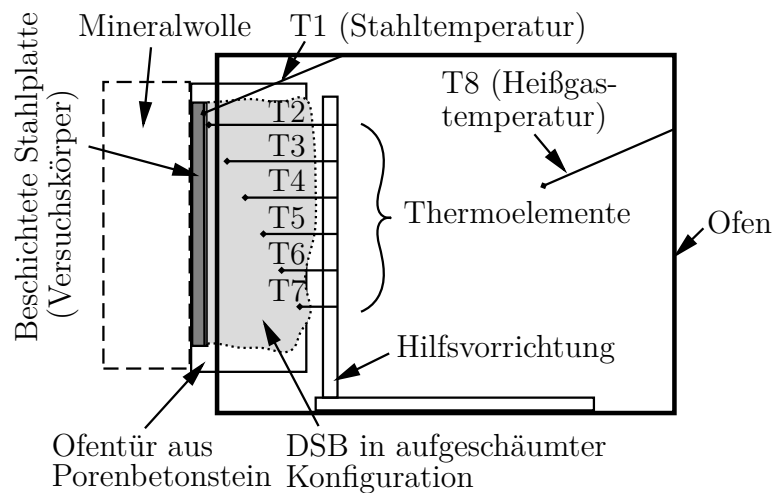 Mineralwolle
T1 (Stahltemperatur)
T8 (Heißgas-
temperatur)
Beschichtete Stahlplatte
(Versuchskörper)
T2
T3
T4
T5
T6
T7
Thermoelemente
Ofen
Hilfsvorrichtung
Ofentür aus
Porenbetonstein
DSB in aufgeschäumter
Konfiguration